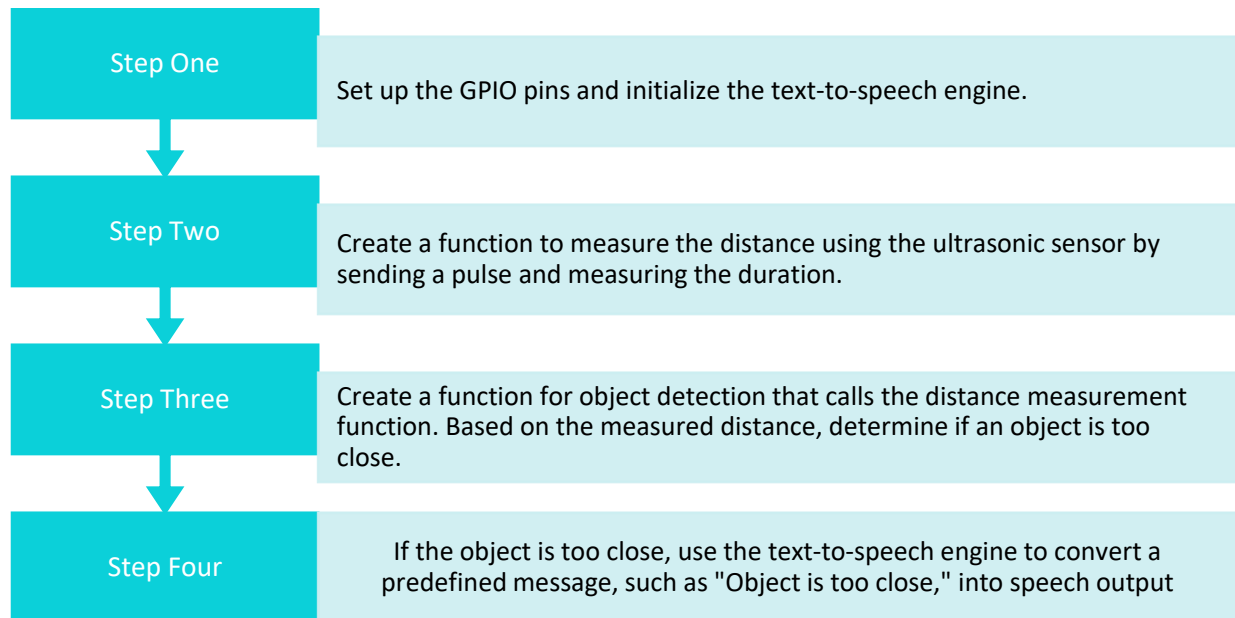 Step One
Set up the GPIO pins and initialize the text-to-speech engine.
Step Two
Create a function to measure the distance using the ultrasonic sensor by
sending a pulse and measuring the duration.
Step Three
Create a function for object detection that calls the distance measurement
function. Based on the measured distance, determine if an object is too
close.
Step Four
If the object is too close, use the text-to-speech engine to convert a
predefined message, such as "Object is too close," into speech output